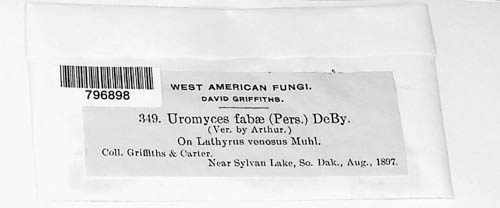 796898
WEST AMERICAN FUNGI.
DAVID GRIFFITHS.
349. Uromyces fabæ (Pers.) DeBy.
(Ver. by Arthur.)
On Lathyrus venosus Muhl.
Coll. Griffiths & Carter.
Near Sylvan Lake, So. Dak., Aug., 1897.